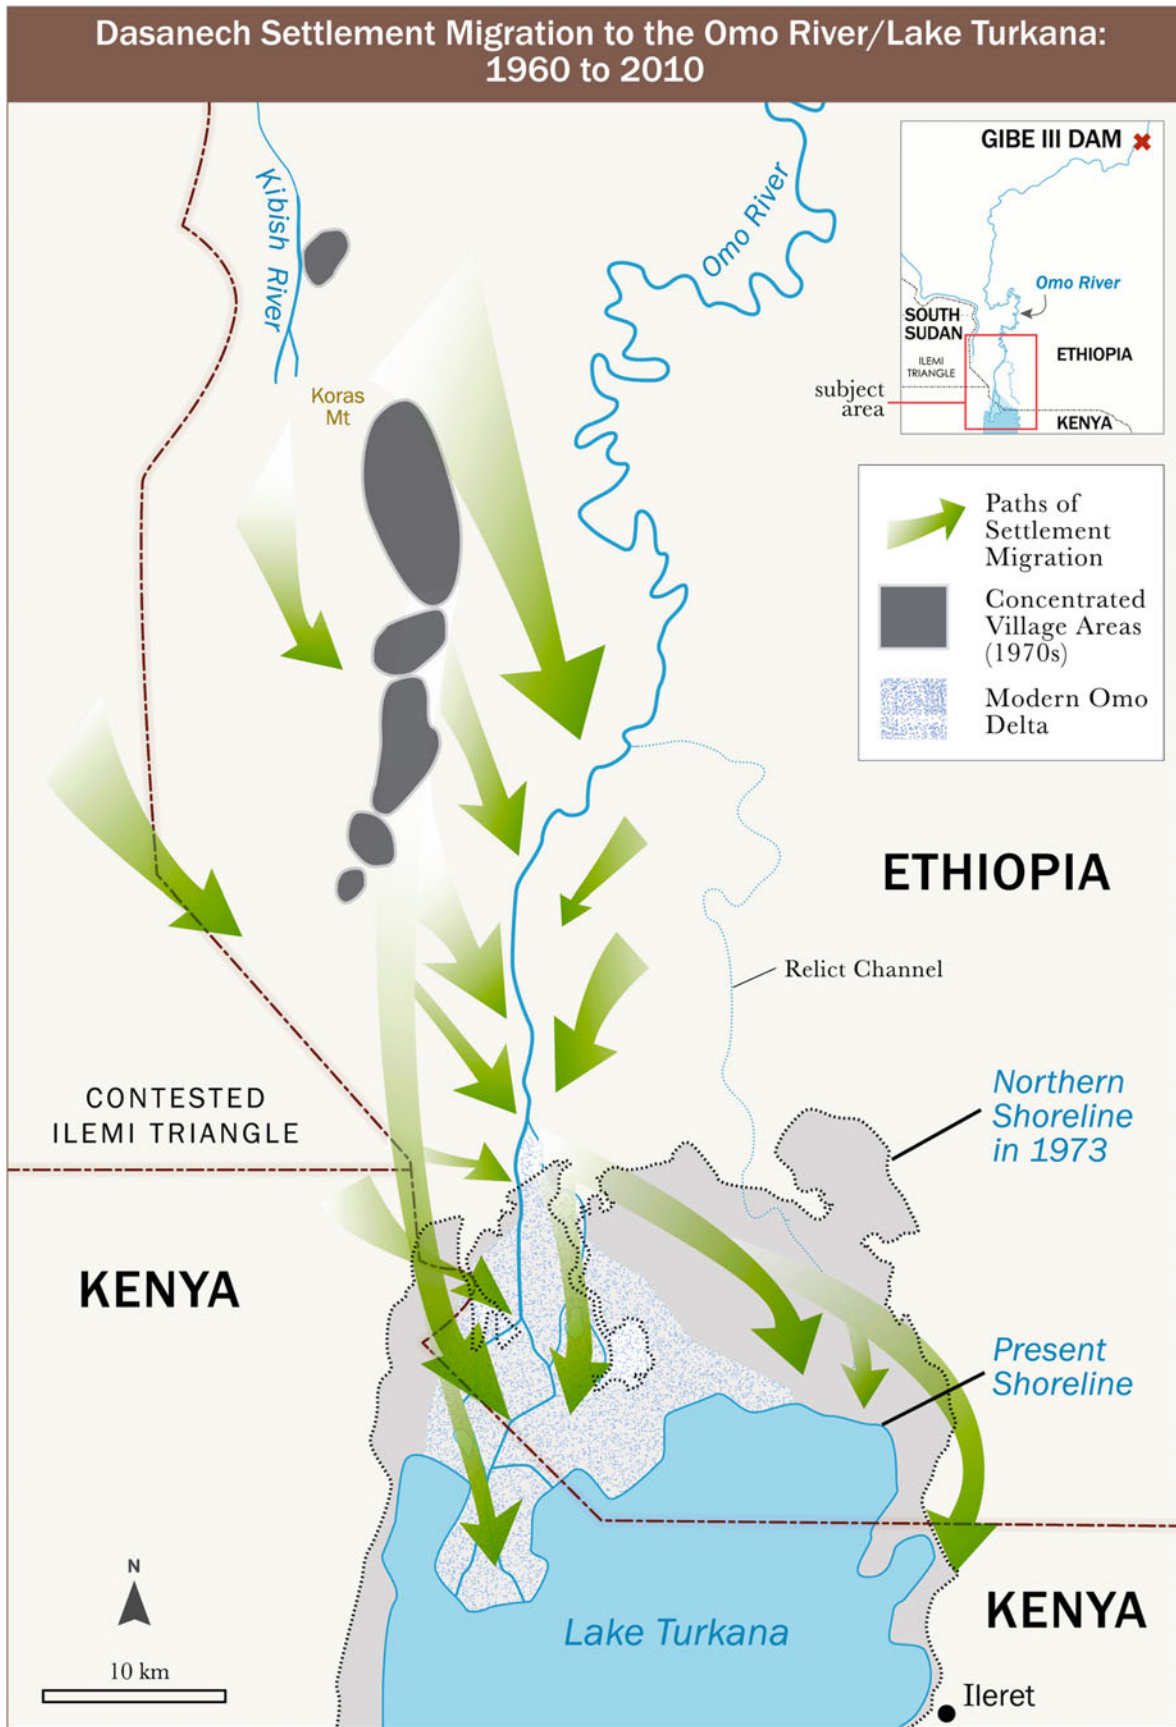 Dasanech Settlement Migration to the Omo River/Lake Turkana:
1960 to 2010
GIBE III DAM
Omo River
SOUTH
SUDAN
ILEMI
TRIANGLE
ETHIOPIA
KENYA
subject
area
Kibish River
Omo River
Koras
Mt
Paths of
Settlement
Migration
Concentrated
Village Areas
(1970s)
Modern Omo
Delta
ETHIOPIA
Relict Channel
CONTESTED
ILEMI TRIANGLE
Northern
Shoreline
in 1973
KENYA
Present
Shoreline
N
10 km
Lake Turkana
KENYA
Ileret